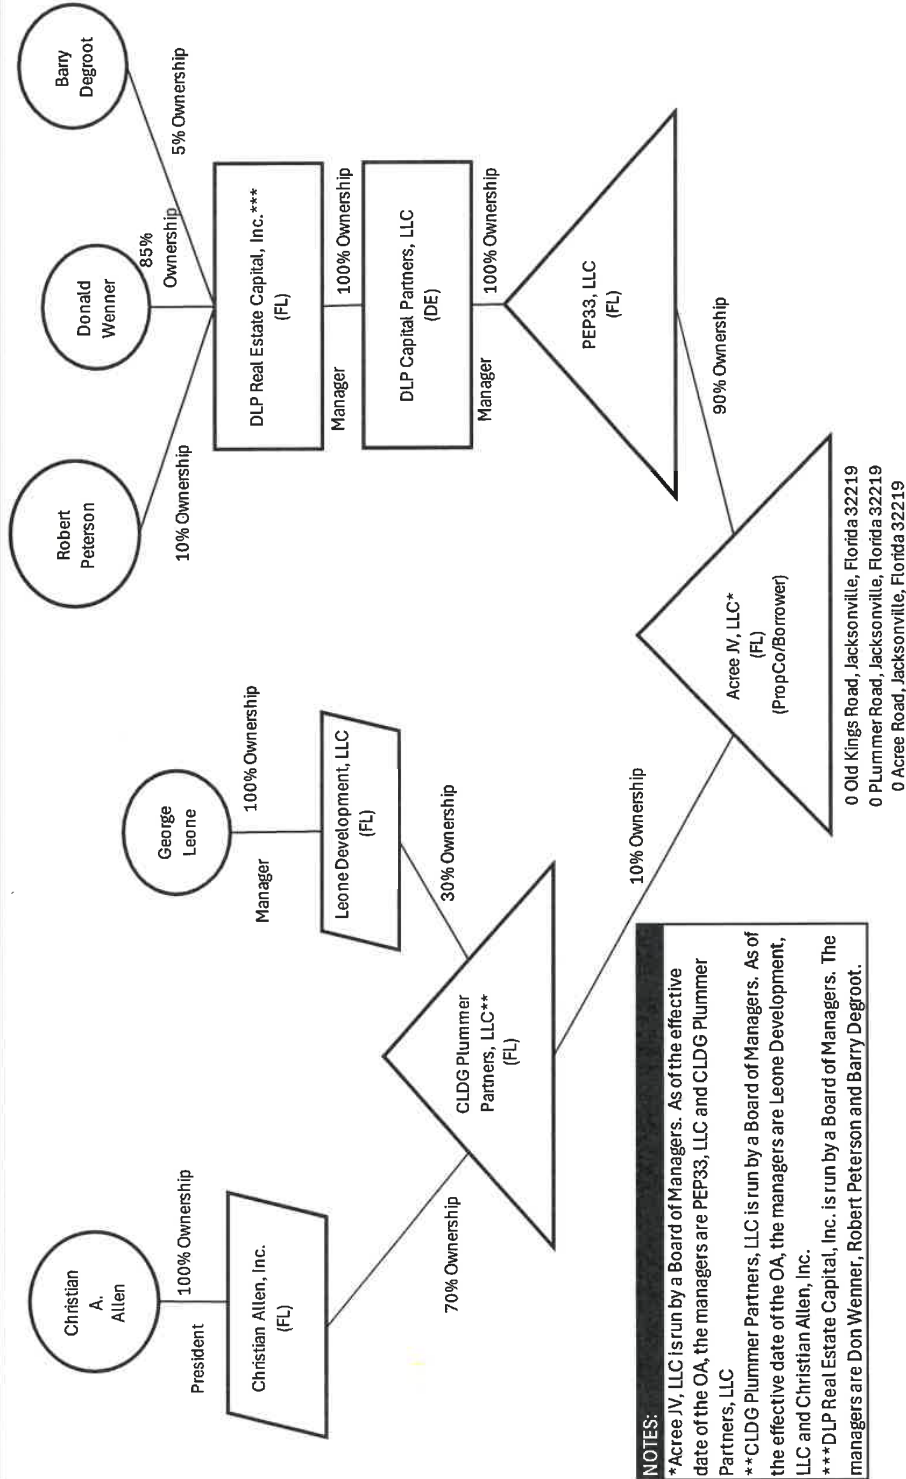 Christian
A.
Allen
President
100% Ownership
Christian Allen, Inc.
(FL)
70% Ownership
George
Leone
Manager
100% Ownership
Leone Development, LLC
(FL)
30% Ownership
CLDG Plummer
Partners, LLC**
(FL)
10% Ownership
Robert
Peterson
10% Ownership
Donald
Wenner
85%
Ownership
Barry
Degroot
5% Ownership
DLP Real Estate Capital, Inc.***
(FL)
Manager
100% Ownership
DLP Capital Partners, LLC
(DE)
Manager
100% Ownership
PEP33, LLC
(FL)
90% Ownership
Acree JV, LLC*
(FL)
(PropCo/Borrower)
0 Old Kings Road, Jacksonville, Florida 32219
0 PLummer Road, Jacksonville, Florida 32219
0 Acree Road, Jacksonville, Florida 32219
NOTES:
*Acree JV, LLC is run by a Board of Managers. As of the effective
date of the OA, the managers are PEP33, LLC and CLDG Plummer
Partners, LLC
**CLDG Plummer Partners, LLC is run by a Board of Managers. As of
the effective date of the OA, the managers are Leone Development,
LLC and Christian Allen, Inc.
***DLP Real Estate Capital, Inc. is run by a Board of Managers. The
managers are Don Wenner, Robert Peterson and Barry Degroot.